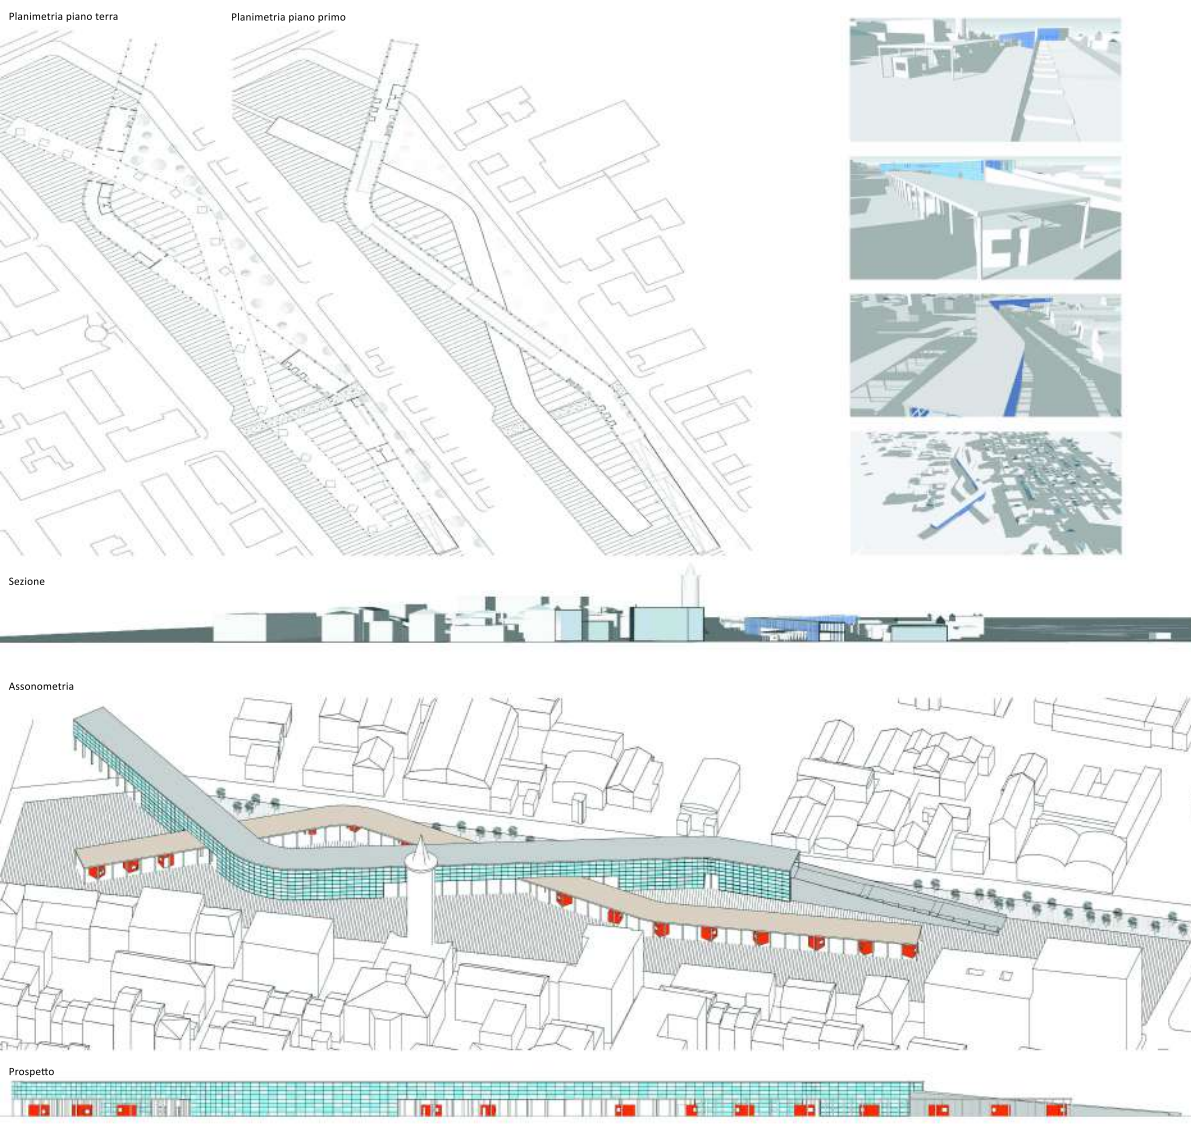 Planimetria piano terra
Planimetria piano primo
Sezione
Assonometria
Prospetto